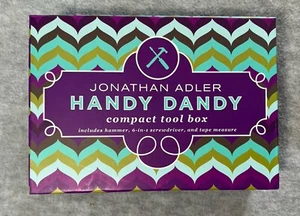 JONATHAN ADLER
HANDY DANDY
compact tool box
includes hammer, 6-in-1 screwdriver, and tape measure